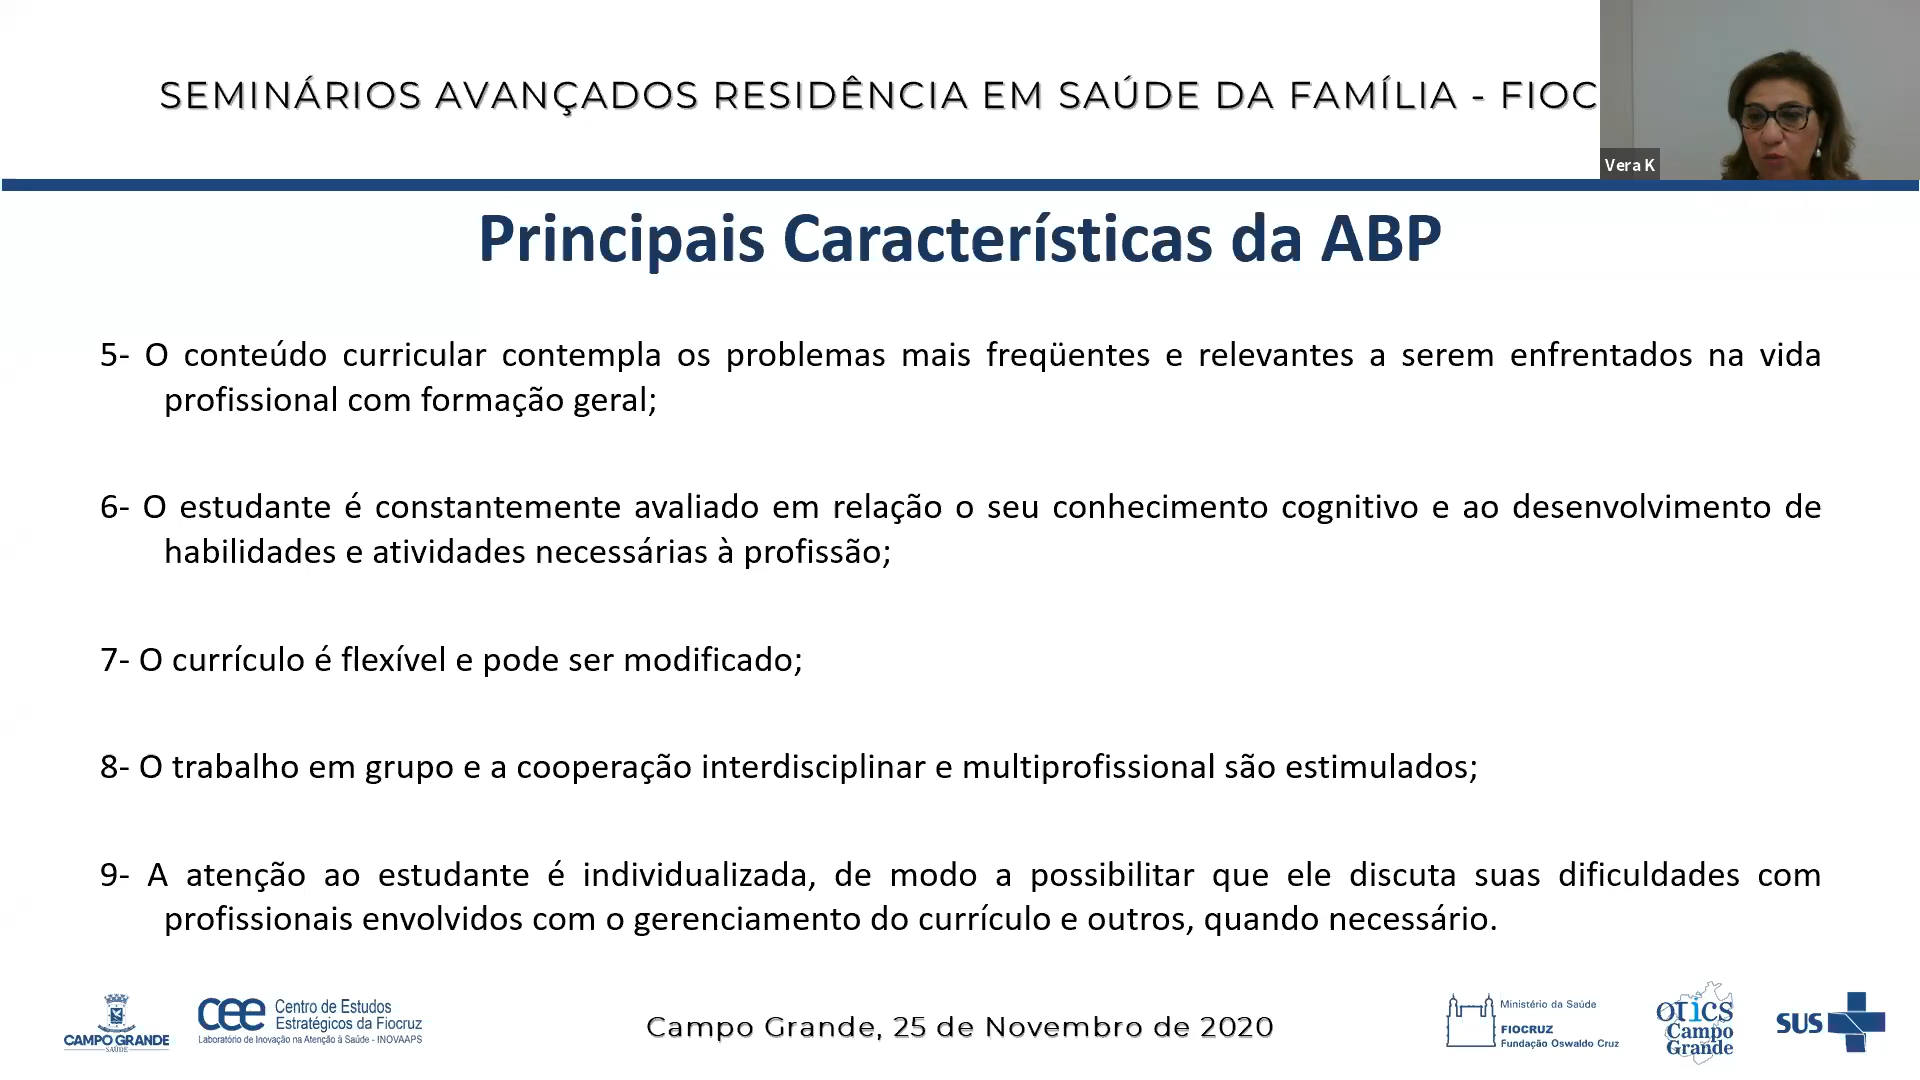 SEMINÁRIOS AVANÇADOS RESIDÊNCIA EM SAÚDE DA FAMÍLIA - FIOC
Vera K
Principais Características da ABP
5- O conteúdo curricular contempla os problemas mais freqüentes e relevantes a serem enfrentados na vida
profissional com formação geral;
6- O estudante é constantemente avaliado em relação o seu conhecimento cognitivo e ao desenvolvimento de
habilidades e atividades necessárias à profissão;
7- O currículo é flexível e pode ser modificado;
8- O trabalho em grupo e a cooperação interdisciplinar e multiprofissional são estimulados;
9- A atenção ao estudante é individualizada, de modo a possibilitar que ele discuta suas dificuldades com
profissionais envolvidos com o gerenciamento do currículo e outros, quando necessário.
CAMPO GRANDE
SAÚDE
cee
Centro de Estudos
Estratégicos da Fiocruz
Laboratório de Inovação na Atenção à Saúde - INOVAAPS
Campo Grande, 25 de Novembro de 2020
Ministério da Saúde
FIOCRUZ
Fundação Oswaldo Cruz
OTICS
Campo
Grande
SUS